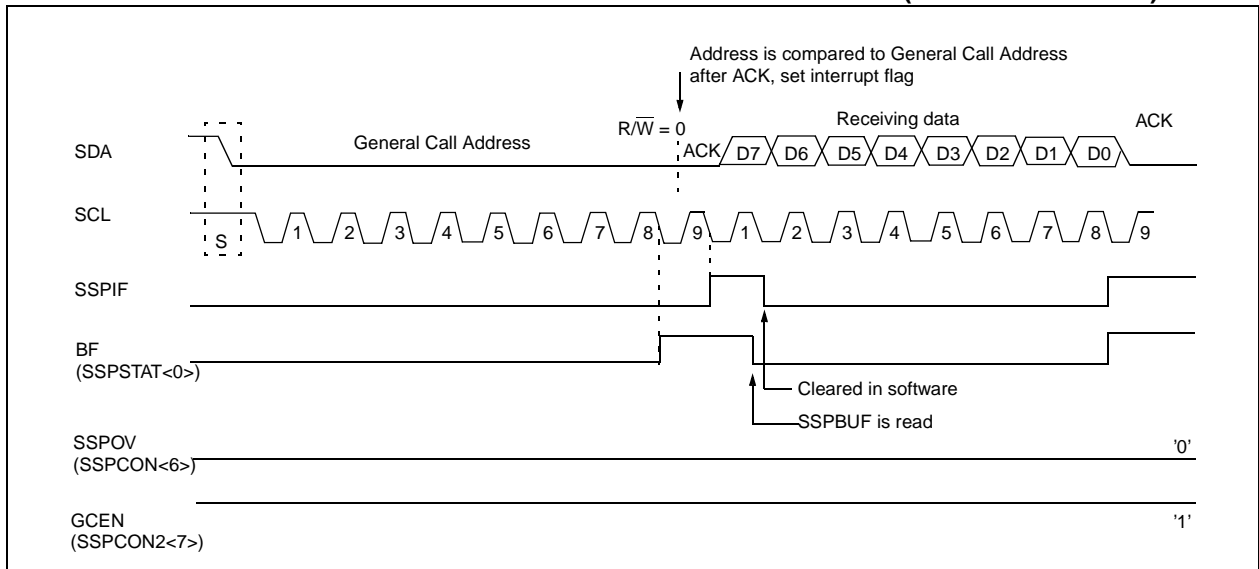 Address is compared to General Call Address
after ACK, set interrupt flag
R/W = 0
Receiving data
ACK
SDA
General Call Address
ACK
D7 D6 D5 D4 D3 D2 D1 D0
SCL
S
1 2 3 4 5 6 7 8 9 1 2 3 4 5 6 7 8 9
SSPIF
BF
(SSPSTAT<0>)
Cleared in software
SSPBUF is read
SSPOV
(SSPCON<6>)
'0'
GCEN
(SSPCON2<7>)
'1'